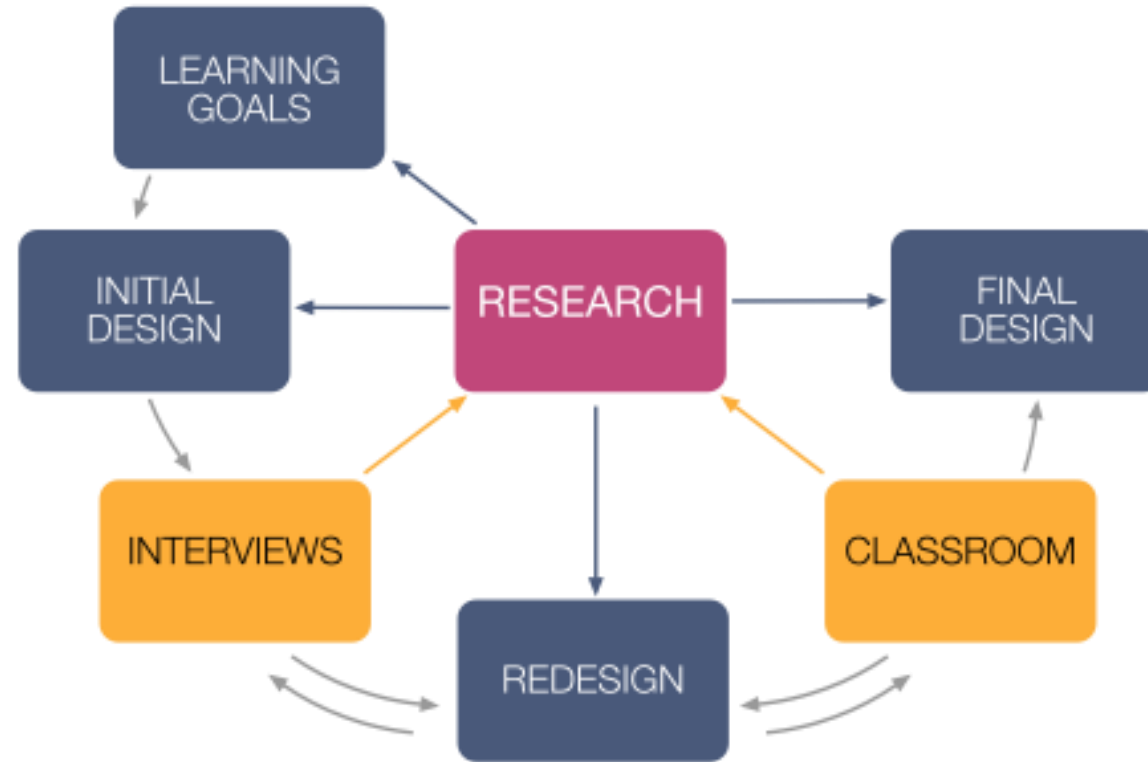 LEARNING
GOALS
INITIAL
DESIGN
RESEARCH
FINAL
DESIGN
INTERVIEWS
CLASSROOM
REDESIGN